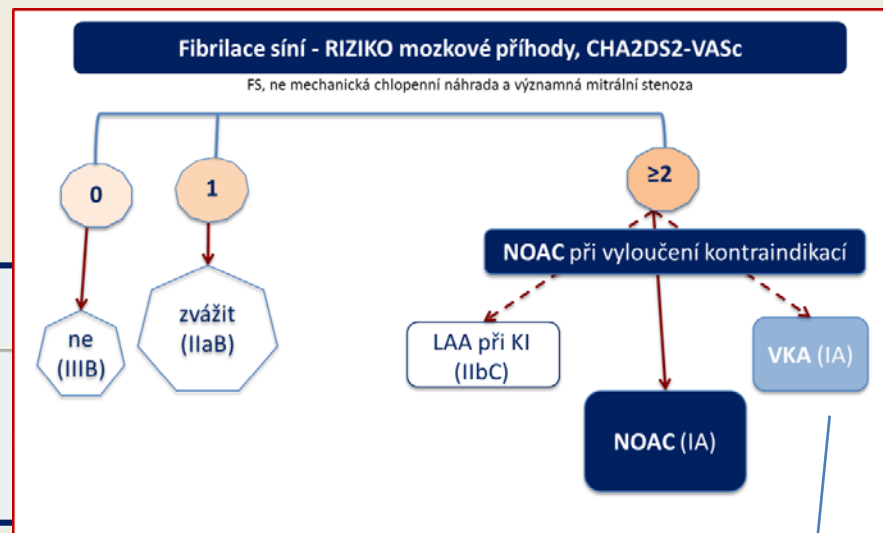 Fibrilace síní - RIZIKO mozkové příhody, CHA2DS2-VASc
FS, ne mechanická chlopenní náhrada a významná mitrální stenoza
0
1
≥2
NOAC při vyloučení kontraindikací
ne
(IIIB)
zvážit
(IIaB)
LAA při KI
(IIbC)
VKA (IA)
NOAC (IA)